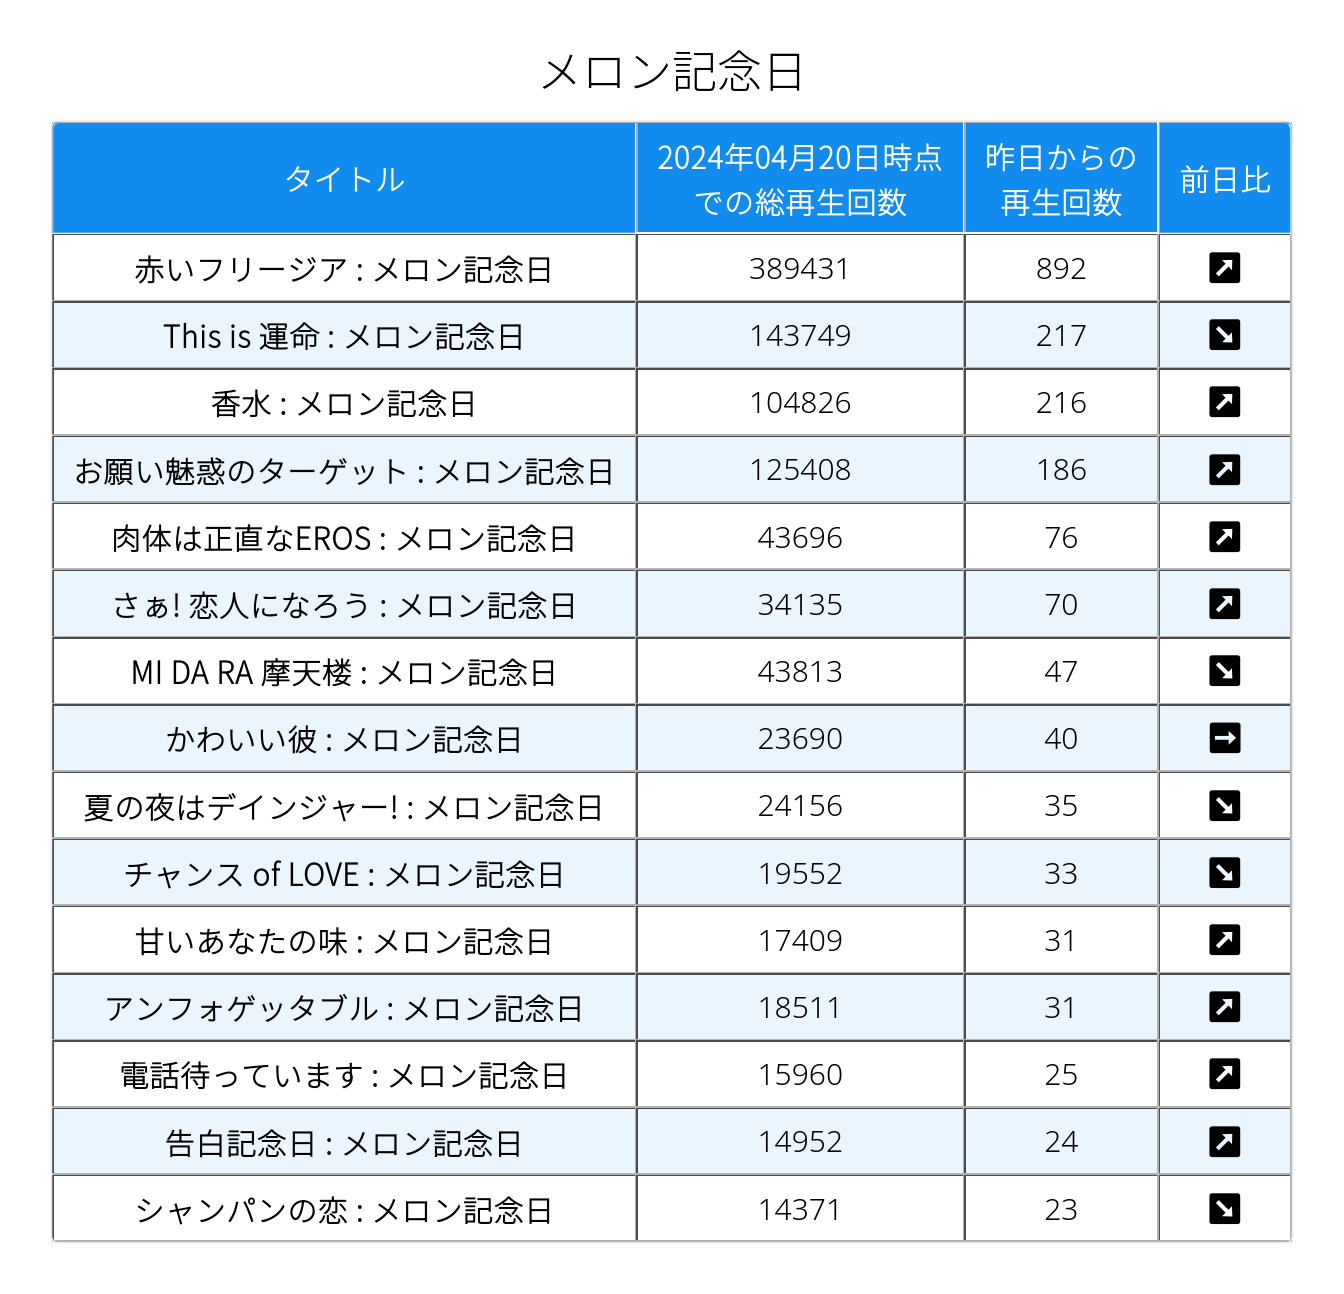 メロン記念日
タイトル
2024年04月20日時点
での総再生回数
昨日からの
再生回数
前日比
赤いフリージア : メロン記念日 389431 892 ↗
This is 運命 : メロン記念日 143749 217 ↘
香水 : メロン記念日 104826 216 ↗
お願い魅惑のターゲット : メロン記念日 125408 186 ↗
肉体は正直なEROS : メロン記念日 43696 76 ↗
さぁ! 恋人になろう : メロン記念日 34135 70 ↗
MI DA RA 摩天楼 : メロン記念日 43813 47 ↘
かわいい彼 : メロン記念日 23690 40 →
夏の夜はデインジャー! : メロン記念日 24156 35 ↘
チャンス of LOVE : メロン記念日 19552 33 ↘
甘いあなたの味 : メロン記念日 17409 31 ↗
アンフォゲッタブル : メロン記念日 18511 31 ↗
電話待っています : メロン記念日 15960 25 ↗
告白記念日 : メロン記念日 14952 24 ↗
シャンパンの恋 : メロン記念日 14371 23 ↘